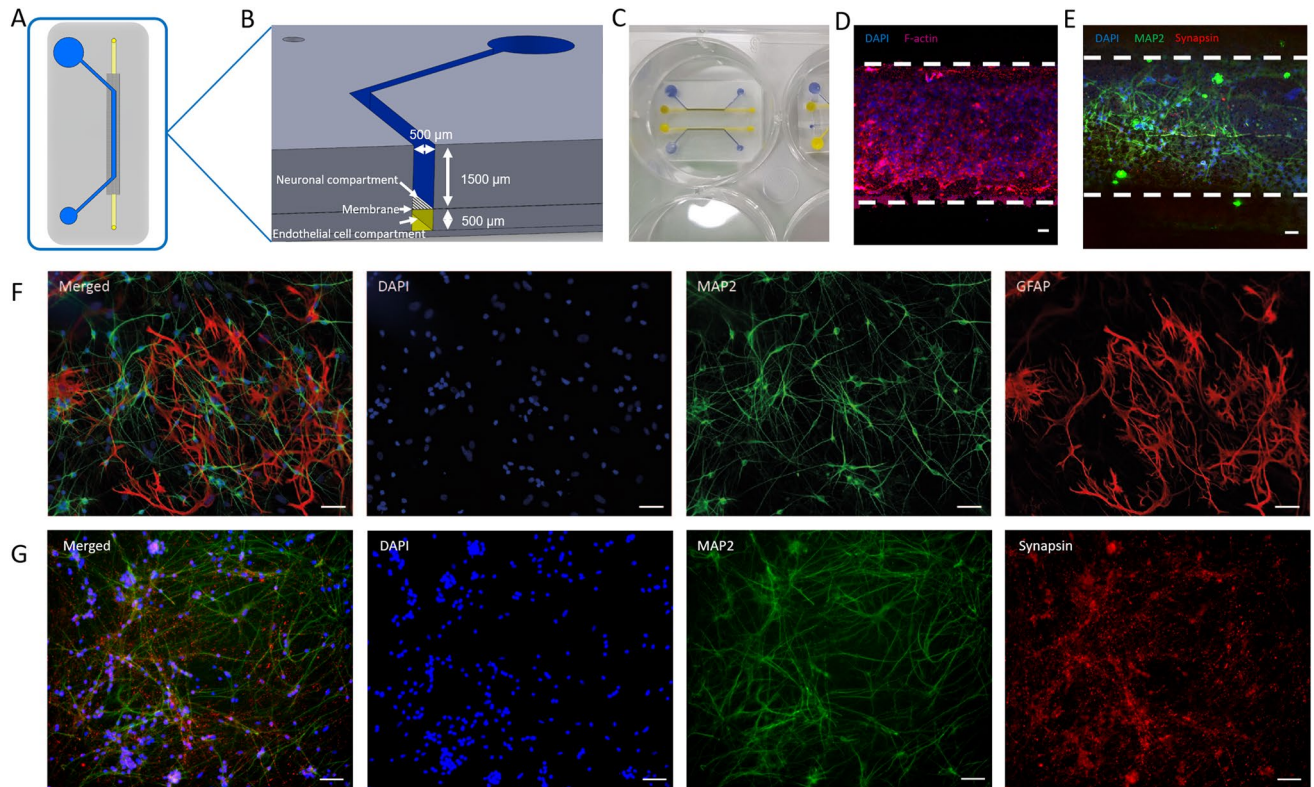 A
B
500 µm
Neuronal compartment
1500 µm
Membrane
500 µm
Endothelial cell compartment
C
D
DAPI F-actin
E
DAPI MAP2 Synapsin
F
Merged
DAPI
MAP2
GFAP
G
Merged
DAPI
MAP2
Synapsin